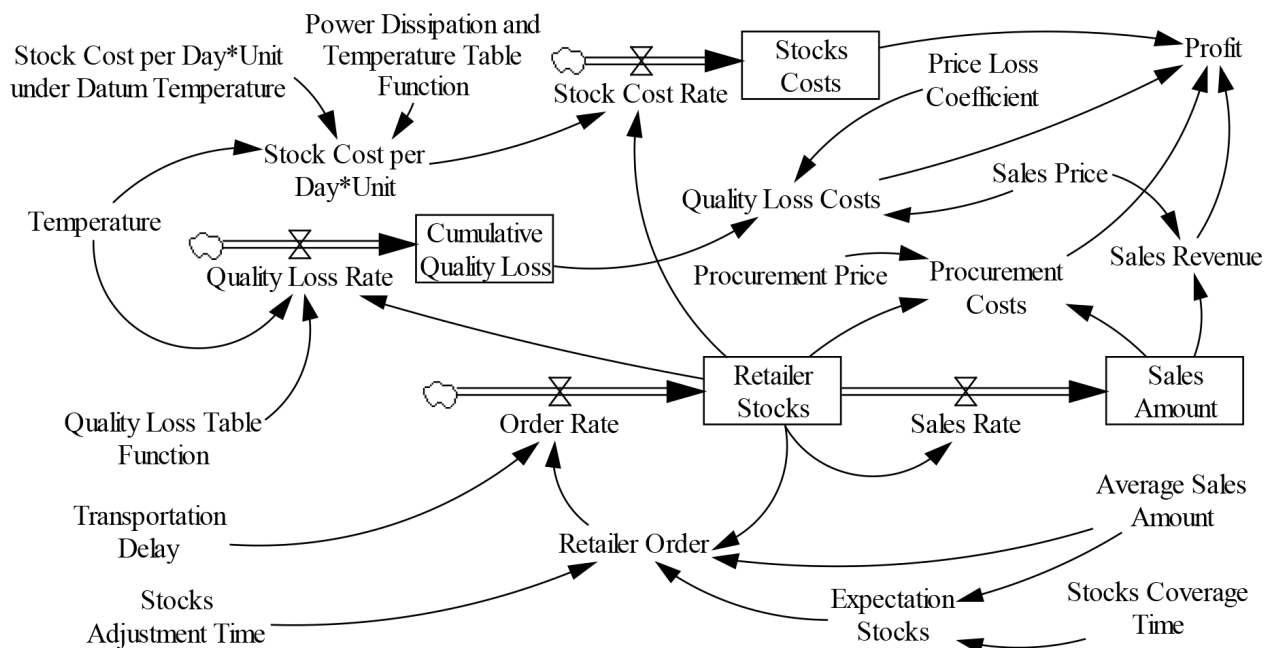 Power Dissipation and
Temperature Table
Function
Stock Cost per Day*Unit
under Datum Temperature
Stock Cost Rate
Stocks
Costs
Profit
Price Loss
Coefficient
Stock Cost per
Day*Unit
Sales Price
Quality Loss Costs
Temperature
Quality Loss Rate
Cumulative
Quality Loss
Procurement Price
Procurement
Costs
Sales Revenue
Retailer
Stocks
Sales
Amount
Order Rate
Sales Rate
Quality Loss Table
Function
Transportation
Delay
Retailer Order
Average Sales
Amount
Stocks
Adjustment Time
Expectation
Stocks
Stocks Coverage
Time